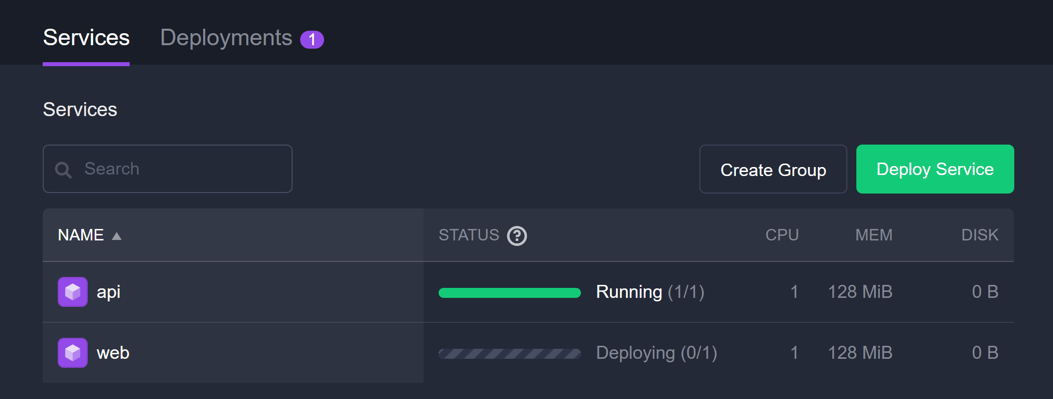 Services Deployments 1
Services
Search Create Group Deploy Service
NAME STATUS ? CPU MEM DISK
api Running (1/1) 1 128 MiB 0 B
web Deploying (0/1) 1 128 MiB 0 B